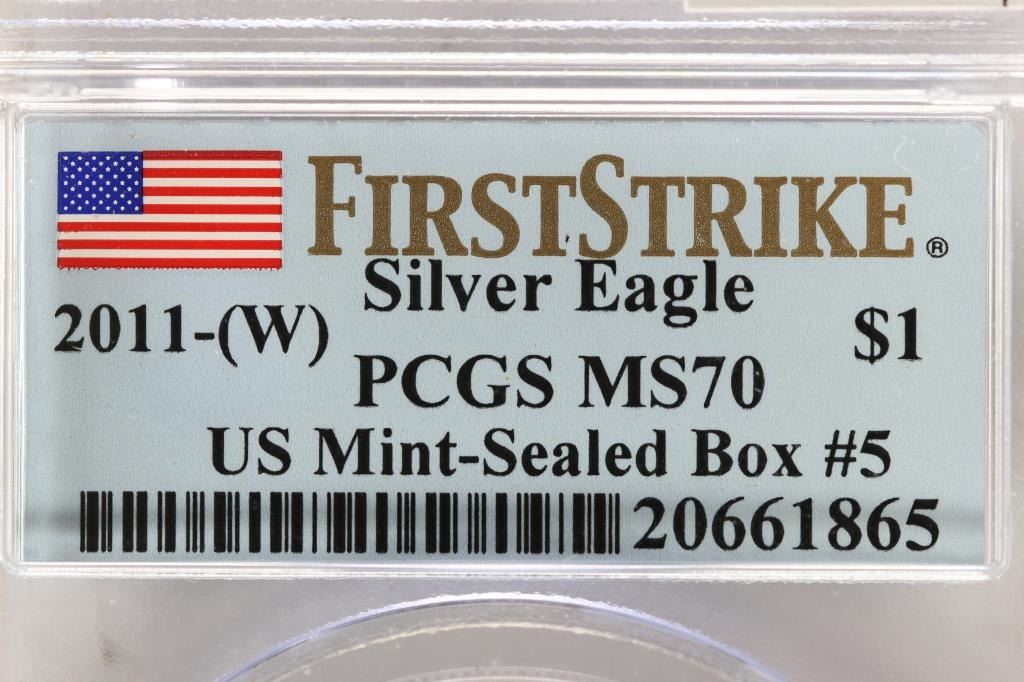 FIRSTSTRIKE®
Silver Eagle
2011-(W) $1
PCGS MS70
US Mint-Sealed Box #5
20661865